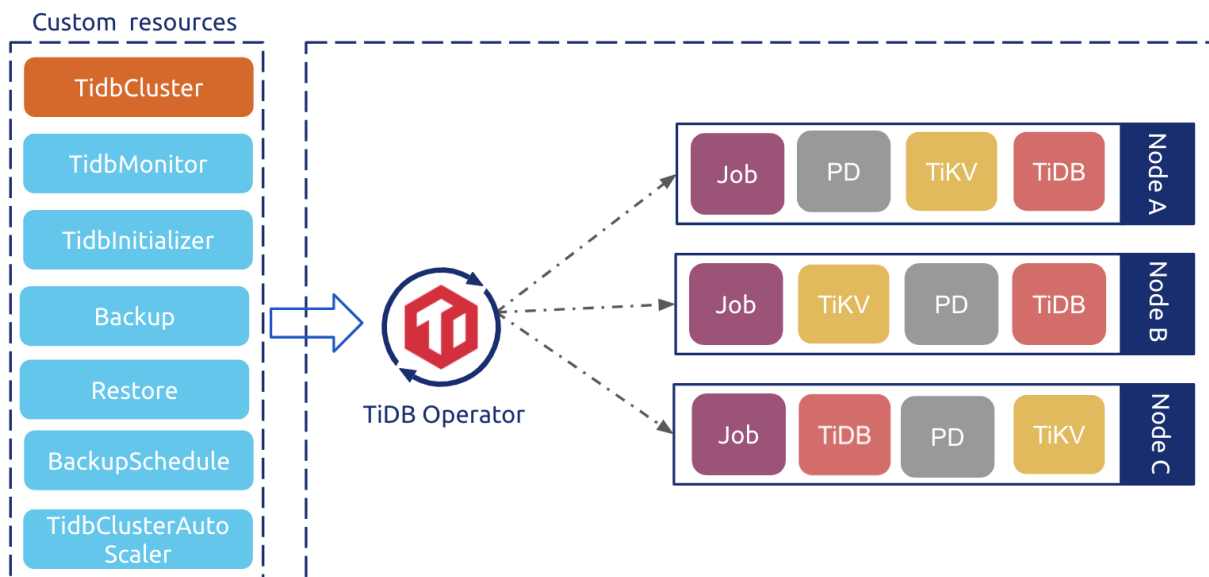 Custom resources
TidbCluster
TidbMonitor
TidbInitializer
Backup
Restore
BackupSchedule
TidbClusterAuto
Scaler
Ti
TiDB Operator
Job
PD
TiKV
TiDB
Node A
Job
TiKV
PD
TiDB
Node B
Job
TiDB
PD
TiKV
Node C